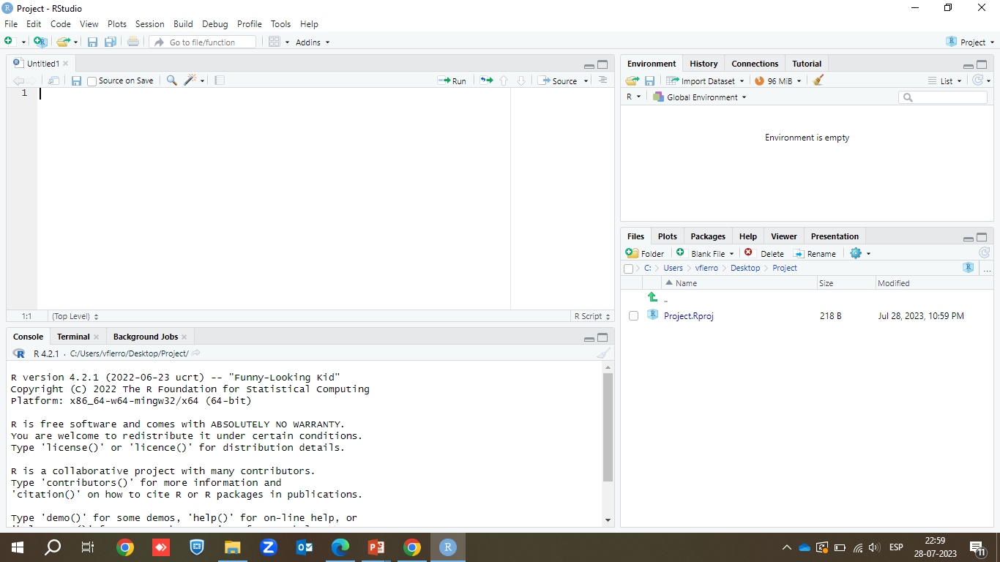 Project - RStudio
File Edit Code View Plots Session Build Debug Profile Tools Help
Go to file/function Addins Project
Untitled1
Source on Save Run Source
1
1:1 (Top Level) R Script
Console Terminal Background Jobs
R 4.2.1 · C:/Users/vfierro/Desktop/Project/
R version 4.2.1 (2022-06-23 ucrt) -- "Funny-Looking Kid"
Copyright (C) 2022 The R Foundation for Statistical Computing
Platform: x86_64-w64-mingw32/x64 (64-bit)
R is free software and comes with ABSOLUTELY NO WARRANTY.
You are welcome to redistribute it under certain conditions.
Type 'license()' or 'licence()' for distribution details.
R is a collaborative project with many contributors.
Type 'contributors()' for more information and
'citation()' on how to cite R or R packages in publications.
Type 'demo()' for some demos, 'help()' for on-line help, or
Environment History Connections Tutorial
Import Dataset 96 MiB List
R Global Environment
Environment is empty
Files Plots Packages Help Viewer Presentation
Folder Blank File Delete Rename
C: Users vfierro Desktop Project ...
Name Size Modified
..
Project.Rproj 218 B Jul 28, 2023, 10:59 PM
ESP
22:59
28-07-2023
11